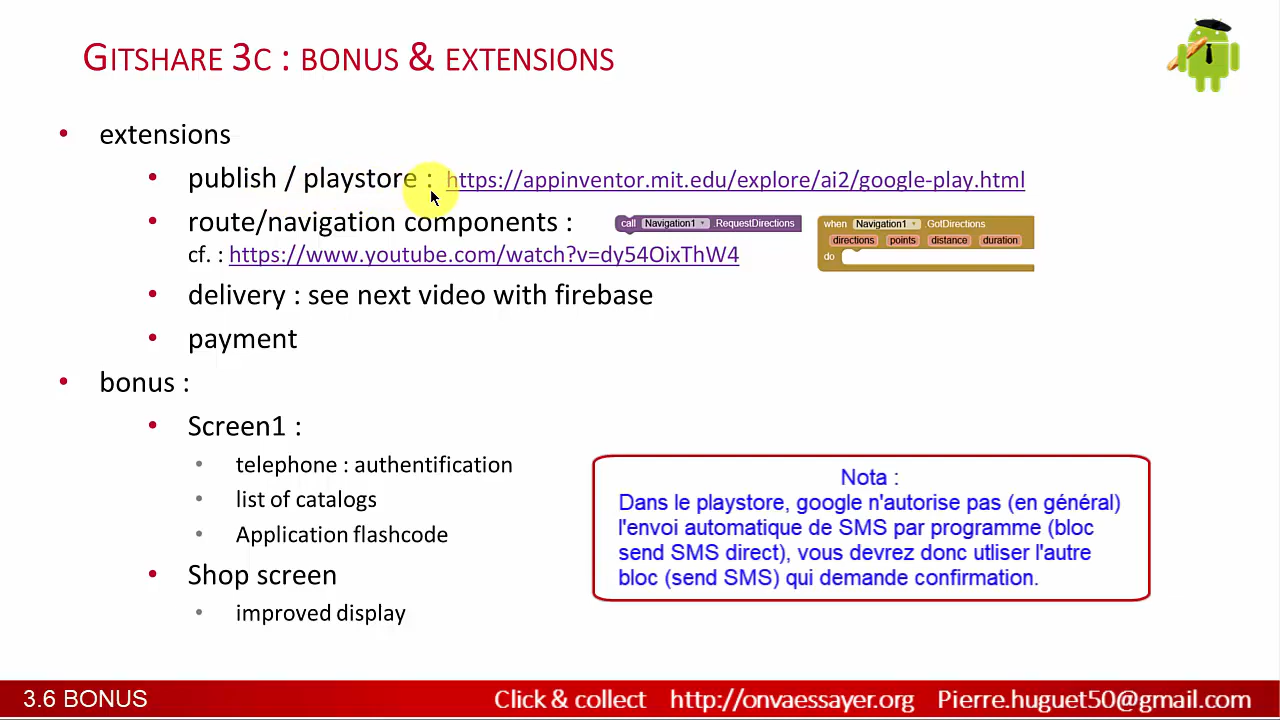 GITSHARE 3C : BONUS & EXTENSIONS
• extensions
• publish / playstore : https://appinventor.mit.edu/explore/ai2/google-play.html
• route/navigation components :
call Navigation1 .RequestDirections
when Navigation1 .GotDirections
directions points distance duration
do
cf. : https://www.youtube.com/watch?v=dy54OixThW4
• delivery : see next video with firebase
• payment
• bonus :
• Screen1 :
• telephone : authentification
• list of catalogs
• Application flashcode
• Shop screen
• improved display
Nota :
Dans le playstore, google n'autorise pas (en général)
l'envoi automatique de SMS par programme (bloc
send SMS direct), vous devrez donc utliser l'autre
bloc (send SMS) qui demande confirmation.
3.6 BONUS Click & collect http://onvaessayer.org Pierre.huguet50@gmail.com